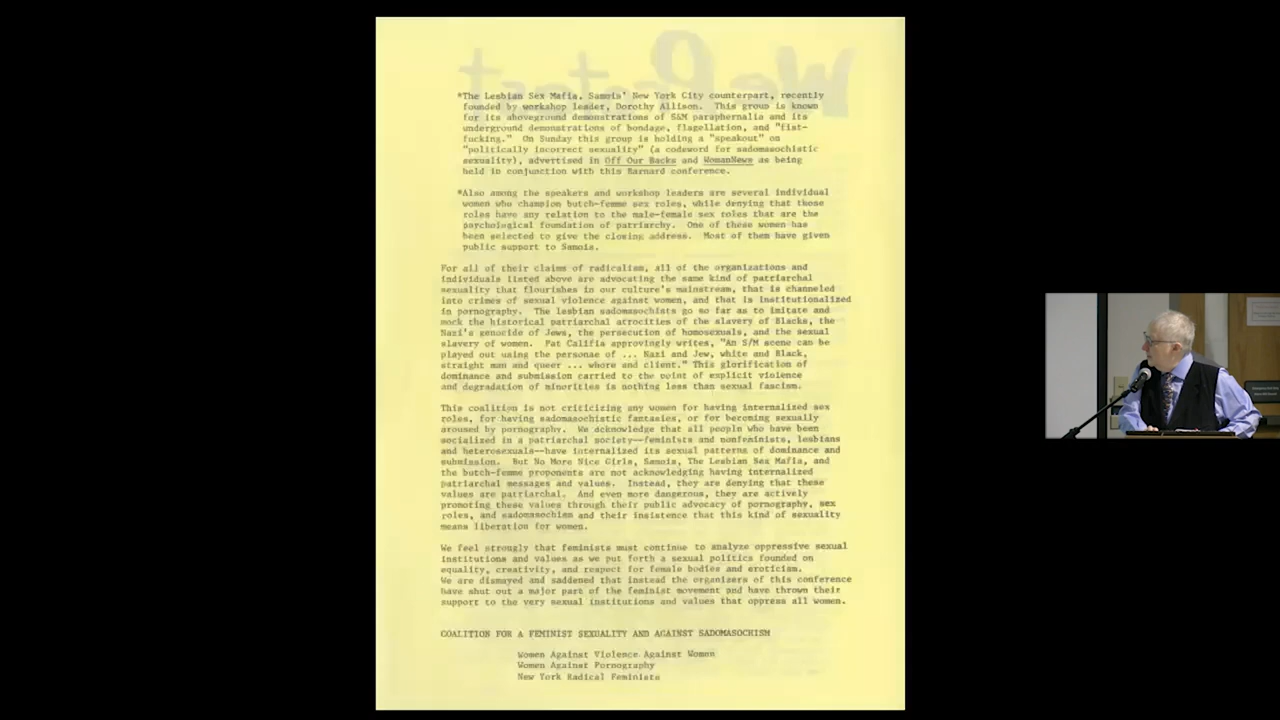 We Protest
*The Lesbian Sex Mafia, Samois' New York City counterpart, recently
founded by workshop leader, Dorothy Allison. This group is known
for its aboveground demonstrations of S&M paraphernalia and its
underground demonstrations of bondage, flagellation, and "fist-
fucking." On Sunday this group is holding a "speakout" on
"politically incorrect sexuality" (a codeword for sadomasochistic
sexuality), advertised in Off Our Backs and WomanNews as being
held in conjunction with this Barnard conference.
*Also among the speakers and workshop leaders are several individual
women who champion butch-femme sex roles, while denying that those
roles have any relation to the male-female sex roles that are the
psychological foundation of patriarchy. One of these women has
been selected to give the closing address. Most of them have given
public support to Samois.
For all of their claims of radicalism, all of the organizations and
individuals listed above are advocating the same kind of patriarchal
sexuality that flourishes in our culture's mainstream, that is channeled
into crimes of sexual violence against women, and that is institutionalized
in pornography. The lesbian sadomasochists go so far as to imitate and
mock the historical patriarchal atrocities of the slavery of Blacks, the
Nazi's genocide of Jews, the persecution of homosexuals, and the sexual
slavery of women. Pat Califia approvingly writes, "An S/M scene can be
played out using the personae of ... Nazi and Jew, white and Black,
straight man and queer ... whore and client." This glorification of
dominance and submission carried to the point of explicit violence
and degradation of minorities is nothing less than sexual fascism.
This coalition is not criticizing any women for having internalized sex
roles, for having sadomasochistic fantasies, or for becoming sexually
aroused by pornography. We acknowledge that all people who have been
socialized in a patriarchal society--feminists and nonfeminists, lesbians
and heterosexuals--have internalized its sexual patterns of dominance and
submission. But No More Nice Girls, Samois, The Lesbian Sex Mafia, and
the butch-femme proponents are not acknowledging having internalized
patriarchal messages and values. Instead, they are denying that these
values are patriarchal. And even more dangerous, they are actively
promoting these values through their public advocacy of pornography, sex
roles, and sadomasochism and their insistence that this kind of sexuality
means liberation for women.
We feel strongly that feminists must continue to analyze oppressive sexual
institutions and values as we put forth a sexual politics founded on
equality, creativity, and respect for female bodies and eroticism.
We are dismayed and saddened that instead the organizers of this conference
have shut out a major part of the feminist movement and have thrown their
support to the very sexual institutions and values that oppress all women.
COALITION FOR A FEMINIST SEXUALITY AND AGAINST SADOMASOCHISM
Women Against Violence Against Women
Women Against Pornography
New York Radical Feminists